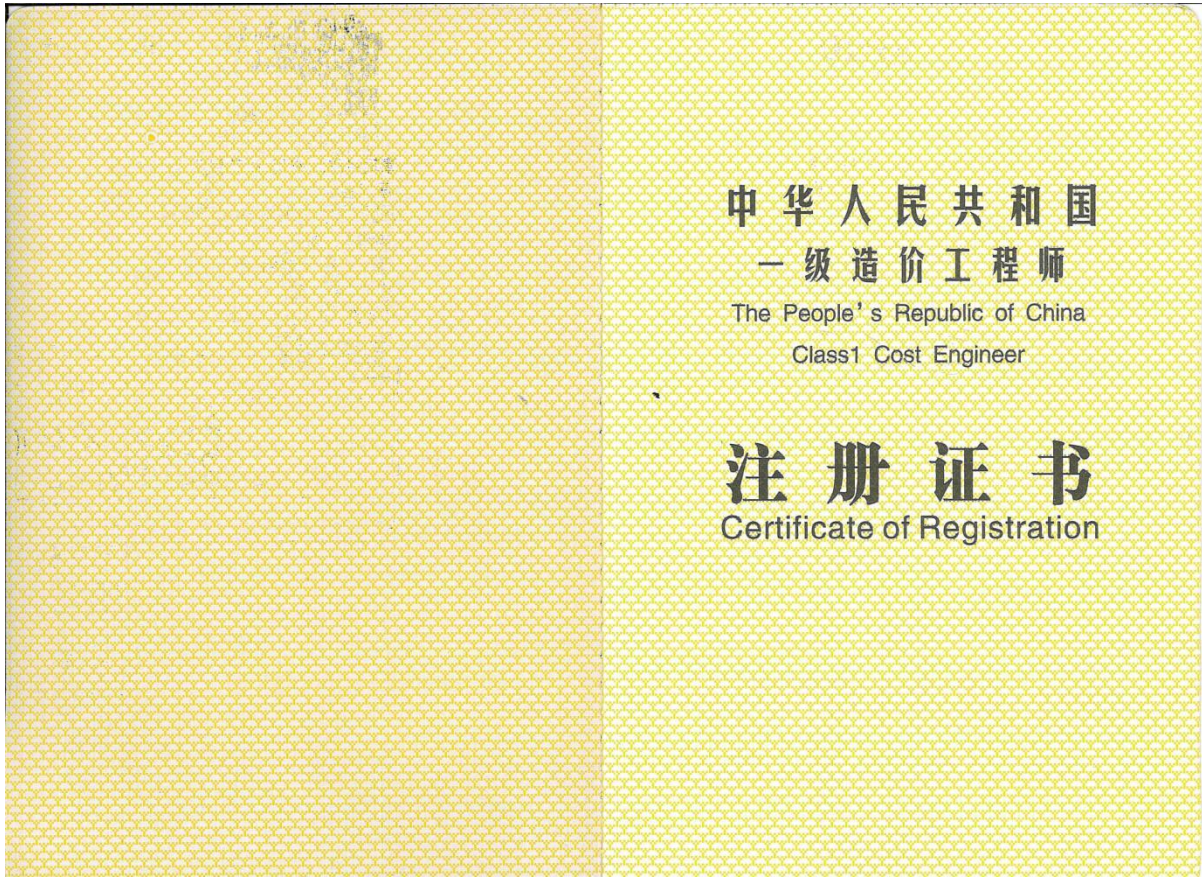 中华人民共和国
一级造价工程师
The People's Republic of China
Class1 Cost Engineer
注册证书
Certificate of Registration